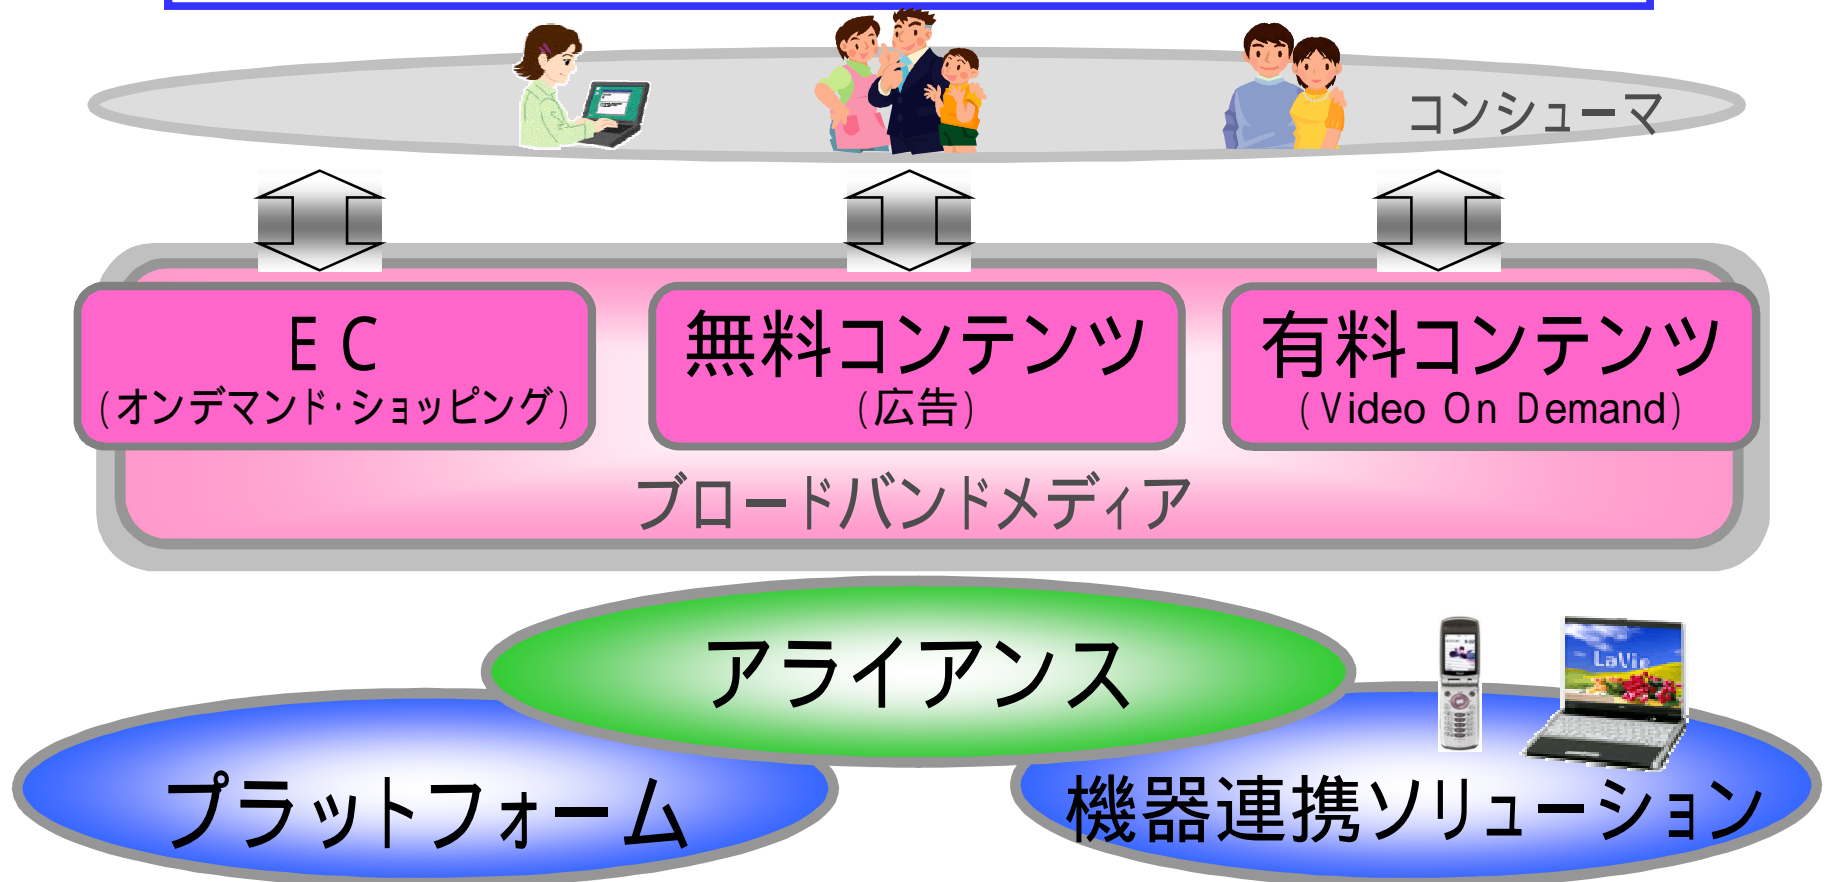 コンシューマ
EC
(オンデマンド・ショッピング)
無料コンテンツ
(広告)
有料コンテンツ
(Video On Demand)
ブロードバンドメディア
アライアンス
LaVie
プラットフォーム
機器連携ソリューション